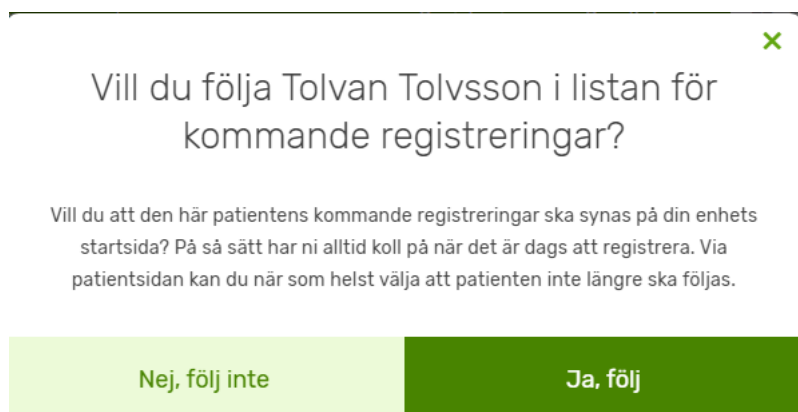 Vill du följa Tolvan Tolvsson i listan för
kommande registreringar?
Vill du att den här patientens kommande registreringar ska synas på din enhets
startsida? På så sätt har ni alltid koll på när det är dags att registrera. Via
patientsidan kan du när som helst välja att patienten inte längre ska följas.
Nej, följ inte
Ja, följ